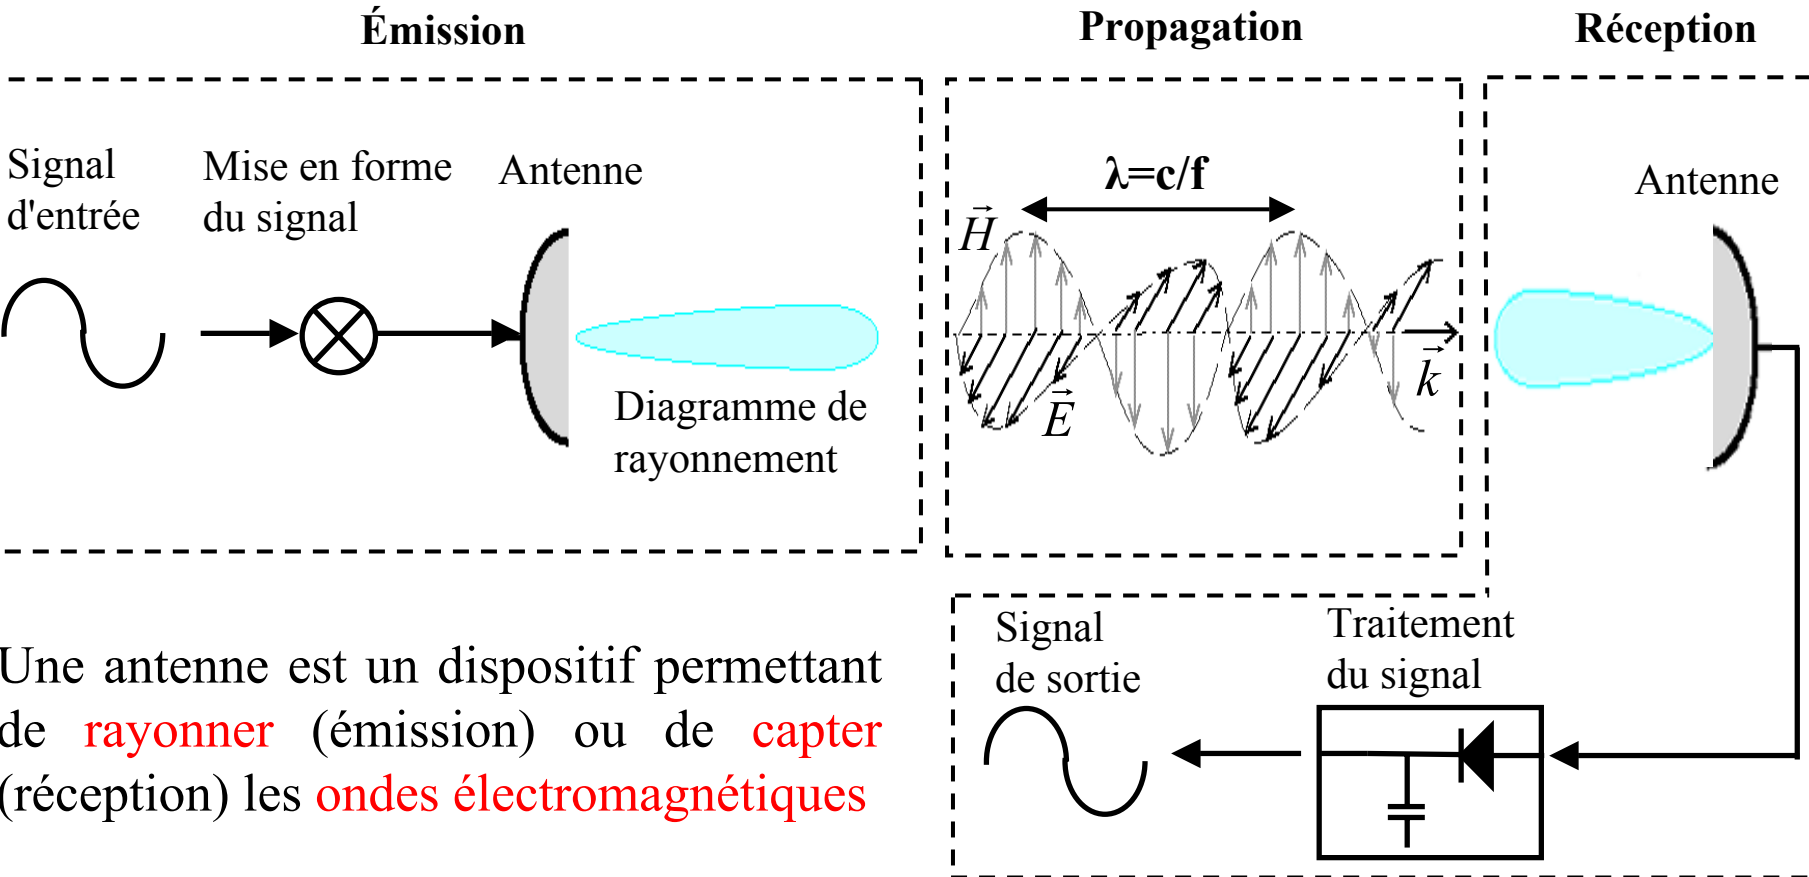 Émission
Propagation
Réception
Signal
d'entrée
Mise en forme
du signal
Antenne
Diagramme de
rayonnement
λ=c/f
H⃗
E⃗
k⃗
Antenne
Une antenne est un dispositif permettant
de rayonner (émission) ou de capter
(réception) les ondes électromagnétiques
Signal
de sortie
Traitement
du signal